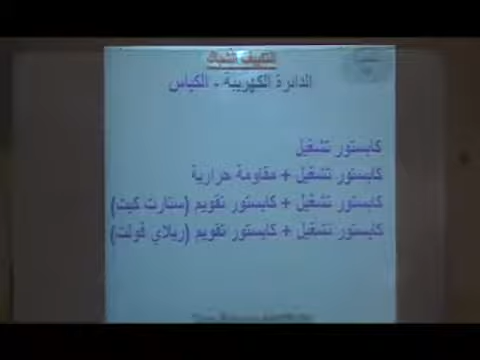 التكييف الشباك
الدائرة الكهربية - الكباس
كابستور تشغيل
كابستور تشغيل + مقاومة حرارية
كابستور تشغيل + كابستور تقويم (ستارت كيت)
كابستور تشغيل + كابستور تقويم (ريلاي فولت)